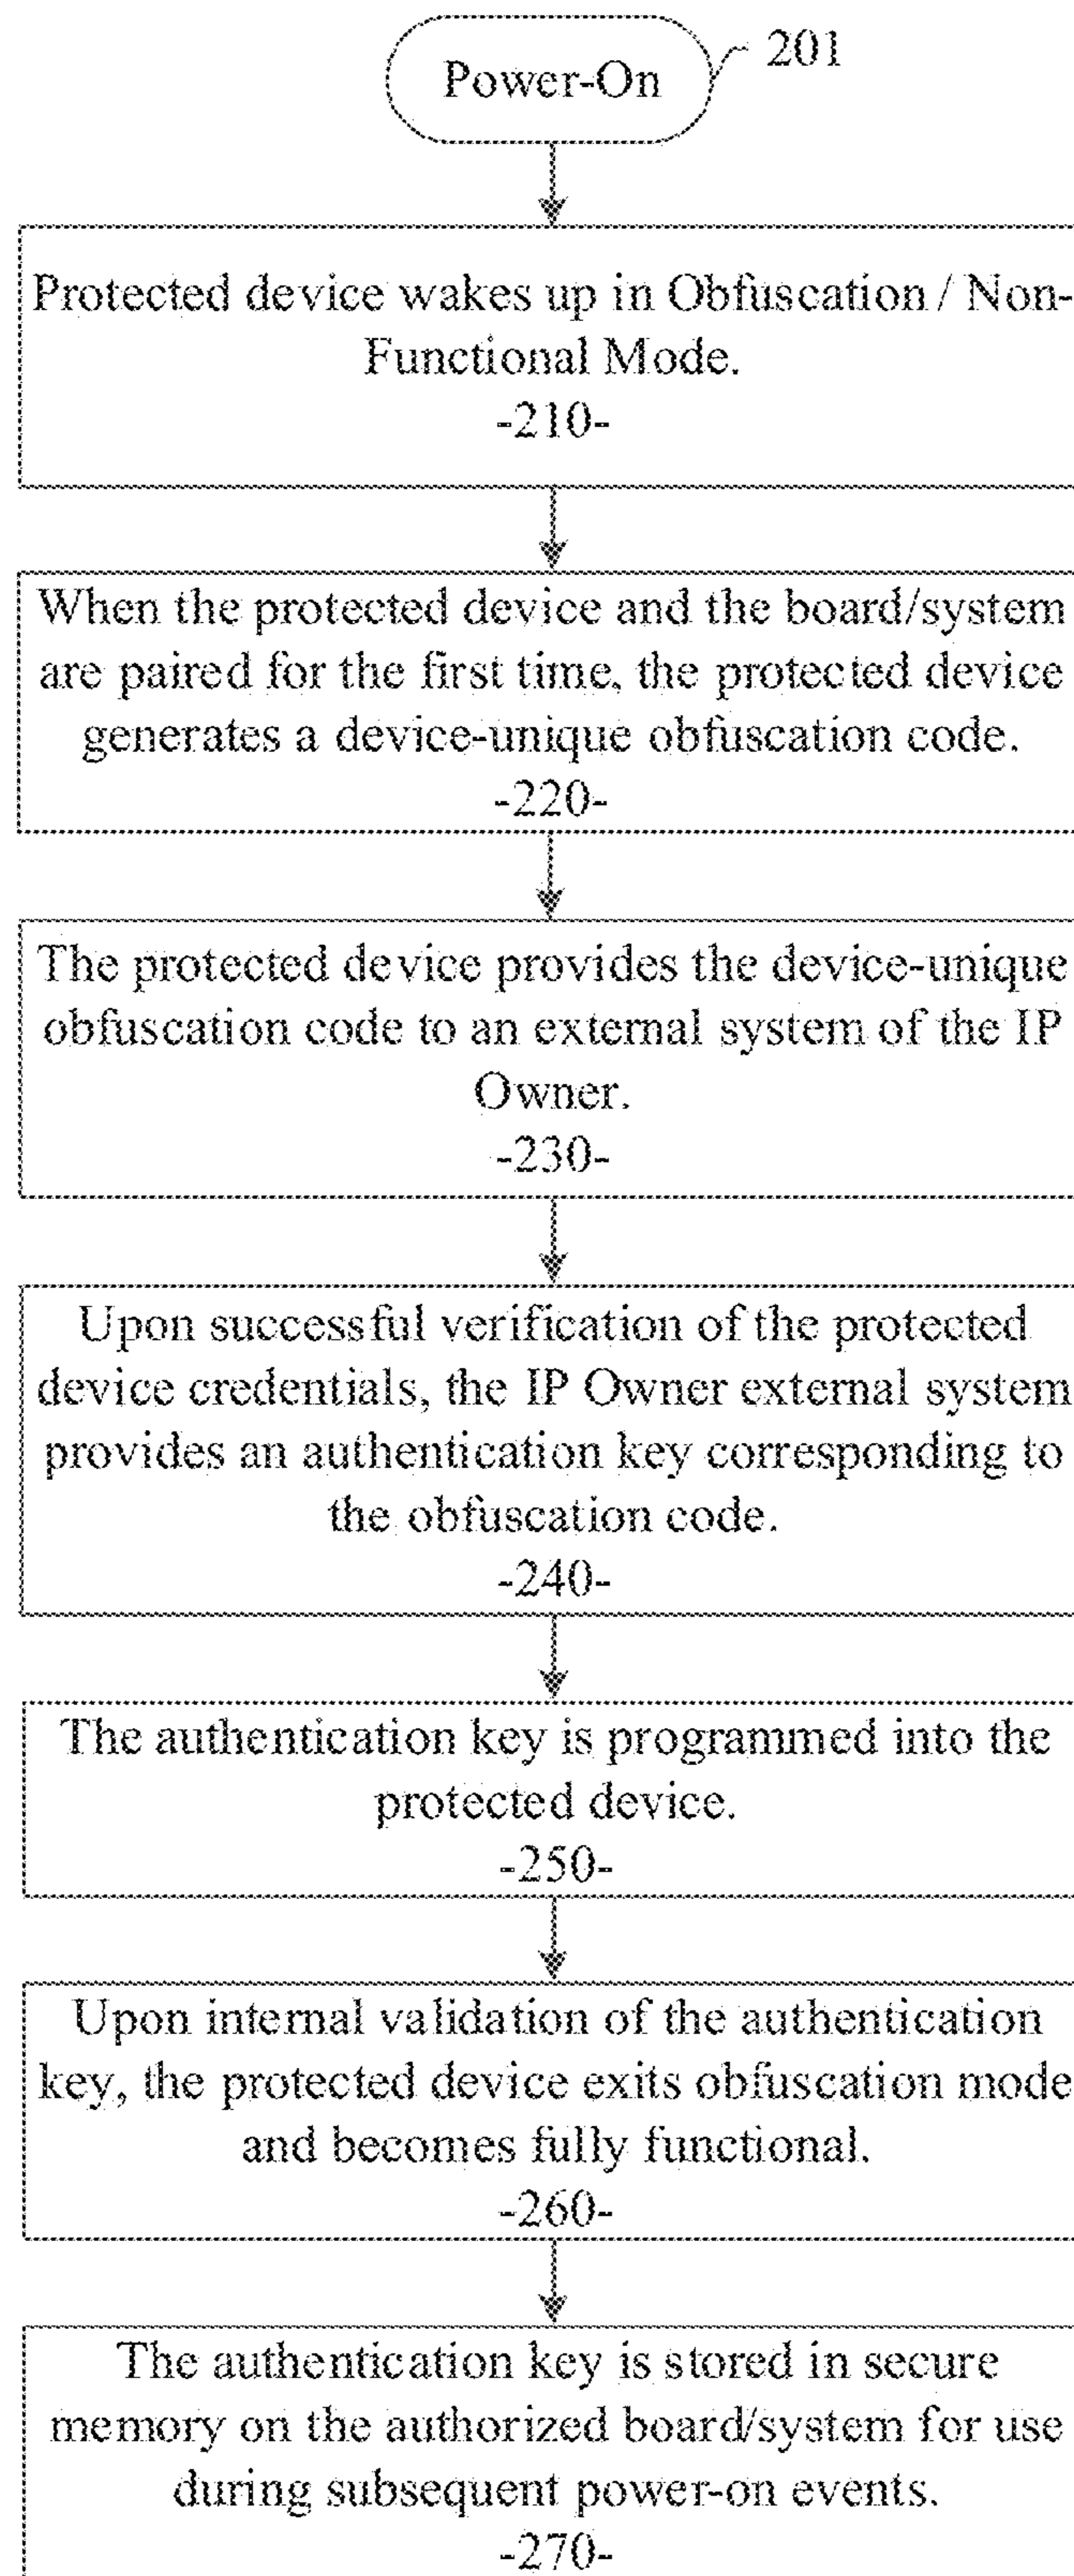 Power-On
201
Protected device wakes up in Obfuscation / Non-
Functional Mode.
-210-
When the protected device and the board/system
are paired for the first time, the protected device
generates a device-unique obfuscation code.
-220-
The protected device provides the device-unique
obfuscation code to an external system of the IP
Owner.
-230-
Upon successful verification of the protected
device credentials, the IP Owner external system
provides an authentication key corresponding to
the obfuscation code.
-240-
The authentication key is programmed into the
protected device.
-250-
Upon internal validation of the authentication
key, the protected device exits obfuscation mode
and becomes fully functional.
-260-
The authentication key is stored in secure
memory on the authorized board/system for use
during subsequent power-on events.
-270-